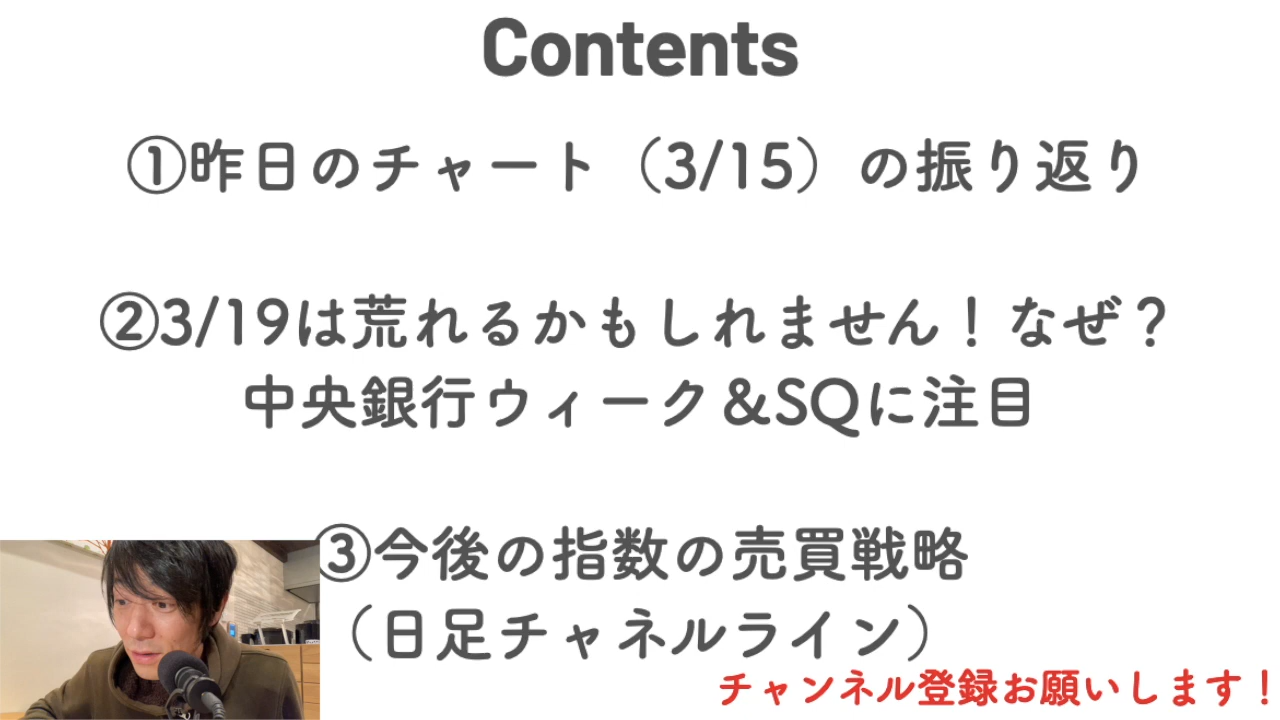 Contents
①昨日のチャート（3/15）の振り返り
②3/19は荒れるかもしれません！なぜ？
中央銀行ウィーク＆SQに注目
③今後の指数の売買戦略
（日足チャネルライン）
チャンネル登録お願いします！